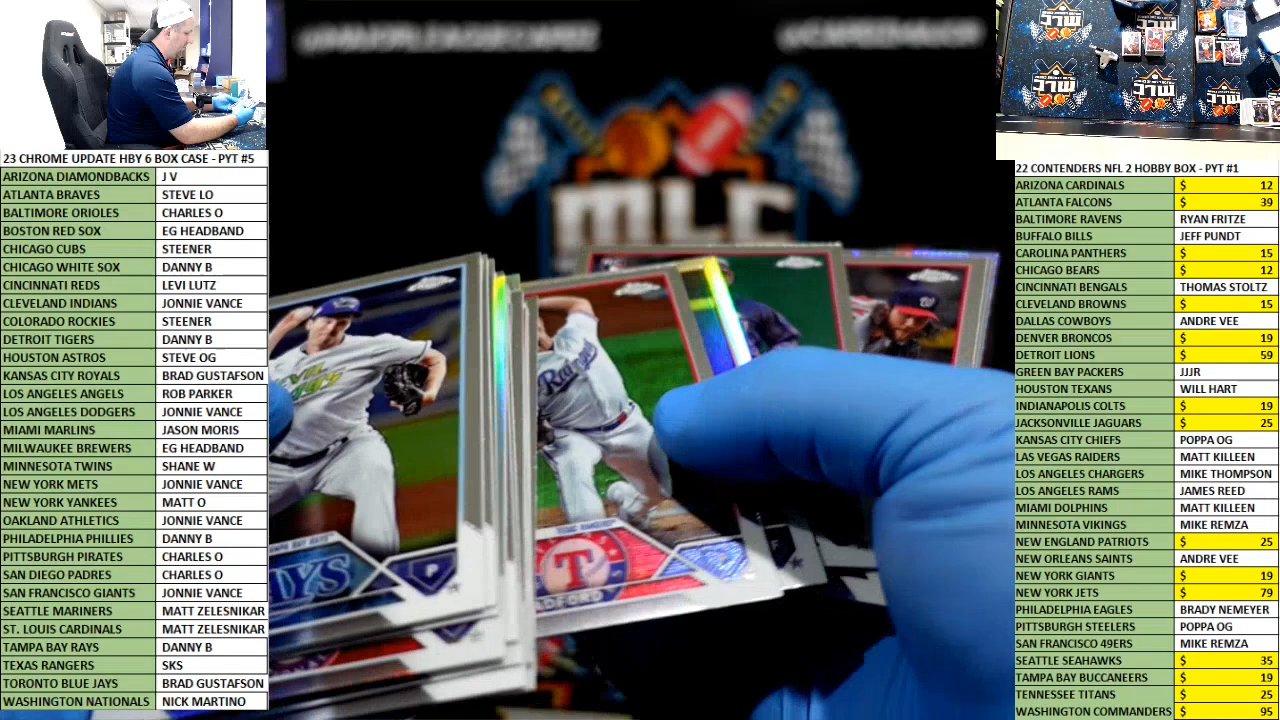 23 CHROME UPDATE HBY 6 BOX CASE - PYT #5
ARIZONA DIAMONDBACKS J V
ATLANTA BRAVES STEVE LO
BALTIMORE ORIOLES CHARLES O
BOSTON RED SOX EG HEADBAND
CHICAGO CUBS STEENER
CHICAGO WHITE SOX DANNY B
CINCINNATI REDS LEVI LUTZ
CLEVELAND INDIANS JONNIE VANCE
COLORADO ROCKIES STEENER
DETROIT TIGERS DANNY B
HOUSTON ASTROS STEVE OG
KANSAS CITY ROYALS BRAD GUSTAFSON
LOS ANGELES ANGELS ROB PARKER
LOS ANGELES DODGERS JONNIE VANCE
MIAMI MARLINS JASON MORIS
MILWAUKEE BREWERS EG HEADBAND
MINNESOTA TWINS SHANE W
NEW YORK METS JONNIE VANCE
NEW YORK YANKEES MATT O
OAKLAND ATHLETICS JONNIE VANCE
PHILADELPHIA PHILLIES DANNY B
PITTSBURGH PIRATES CHARLES O
SAN DIEGO PADRES CHARLES O
SAN FRANCISCO GIANTS JONNIE VANCE
SEATTLE MARINERS MATT ZELESNIKAR
ST. LOUIS CARDINALS MATT ZELESNIKAR
TAMPA BAY RAYS DANNY B
TEXAS RANGERS SKS
TORONTO BLUE JAYS BRAD GUSTAFSON
WASHINGTON NATIONALS NICK MARTINO
MLC
TAMPA BAY RAYS
AYS
P
TEXAS RANGERS
T
22 CONTENDERS NFL 2 HOBBY BOX - PYT #1
ARIZONA CARDINALS $ 12
ATLANTA FALCONS $ 39
BALTIMORE RAVENS RYAN FRITZE
BUFFALO BILLS JEFF PUNDT
CAROLINA PANTHERS $ 15
CHICAGO BEARS $ 12
CINCINNATI BENGALS THOMAS STOLTZ
CLEVELAND BROWNS $ 15
DALLAS COWBOYS ANDRE VEE
DENVER BRONCOS $ 19
DETROIT LIONS $ 59
GREEN BAY PACKERS JJJR
HOUSTON TEXANS WILL HART
INDIANAPOLIS COLTS $ 19
JACKSONVILLE JAGUARS $ 25
KANSAS CITY CHIEFS POPPA OG
LAS VEGAS RAIDERS MATT KILLEEN
LOS ANGELES CHARGERS MIKE THOMPSON
LOS ANGELES RAMS JAMES REED
MIAMI DOLPHINS MATT KILLEEN
MINNESOTA VIKINGS MIKE REMZA
NEW ENGLAND PATRIOTS $ 25
NEW ORLEANS SAINTS ANDRE VEE
NEW YORK GIANTS $ 19
NEW YORK JETS $ 79
PHILADELPHIA EAGLES BRADY NEMEYER
PITTSBURGH STEELERS POPPA OG
SAN FRANCISCO 49ERS MIKE REMZA
SEATTLE SEAHAWKS $ 35
TAMPA BAY BUCCANEERS $ 19
TENNESSEE TITANS $ 25
WASHINGTON COMMANDERS $ 95